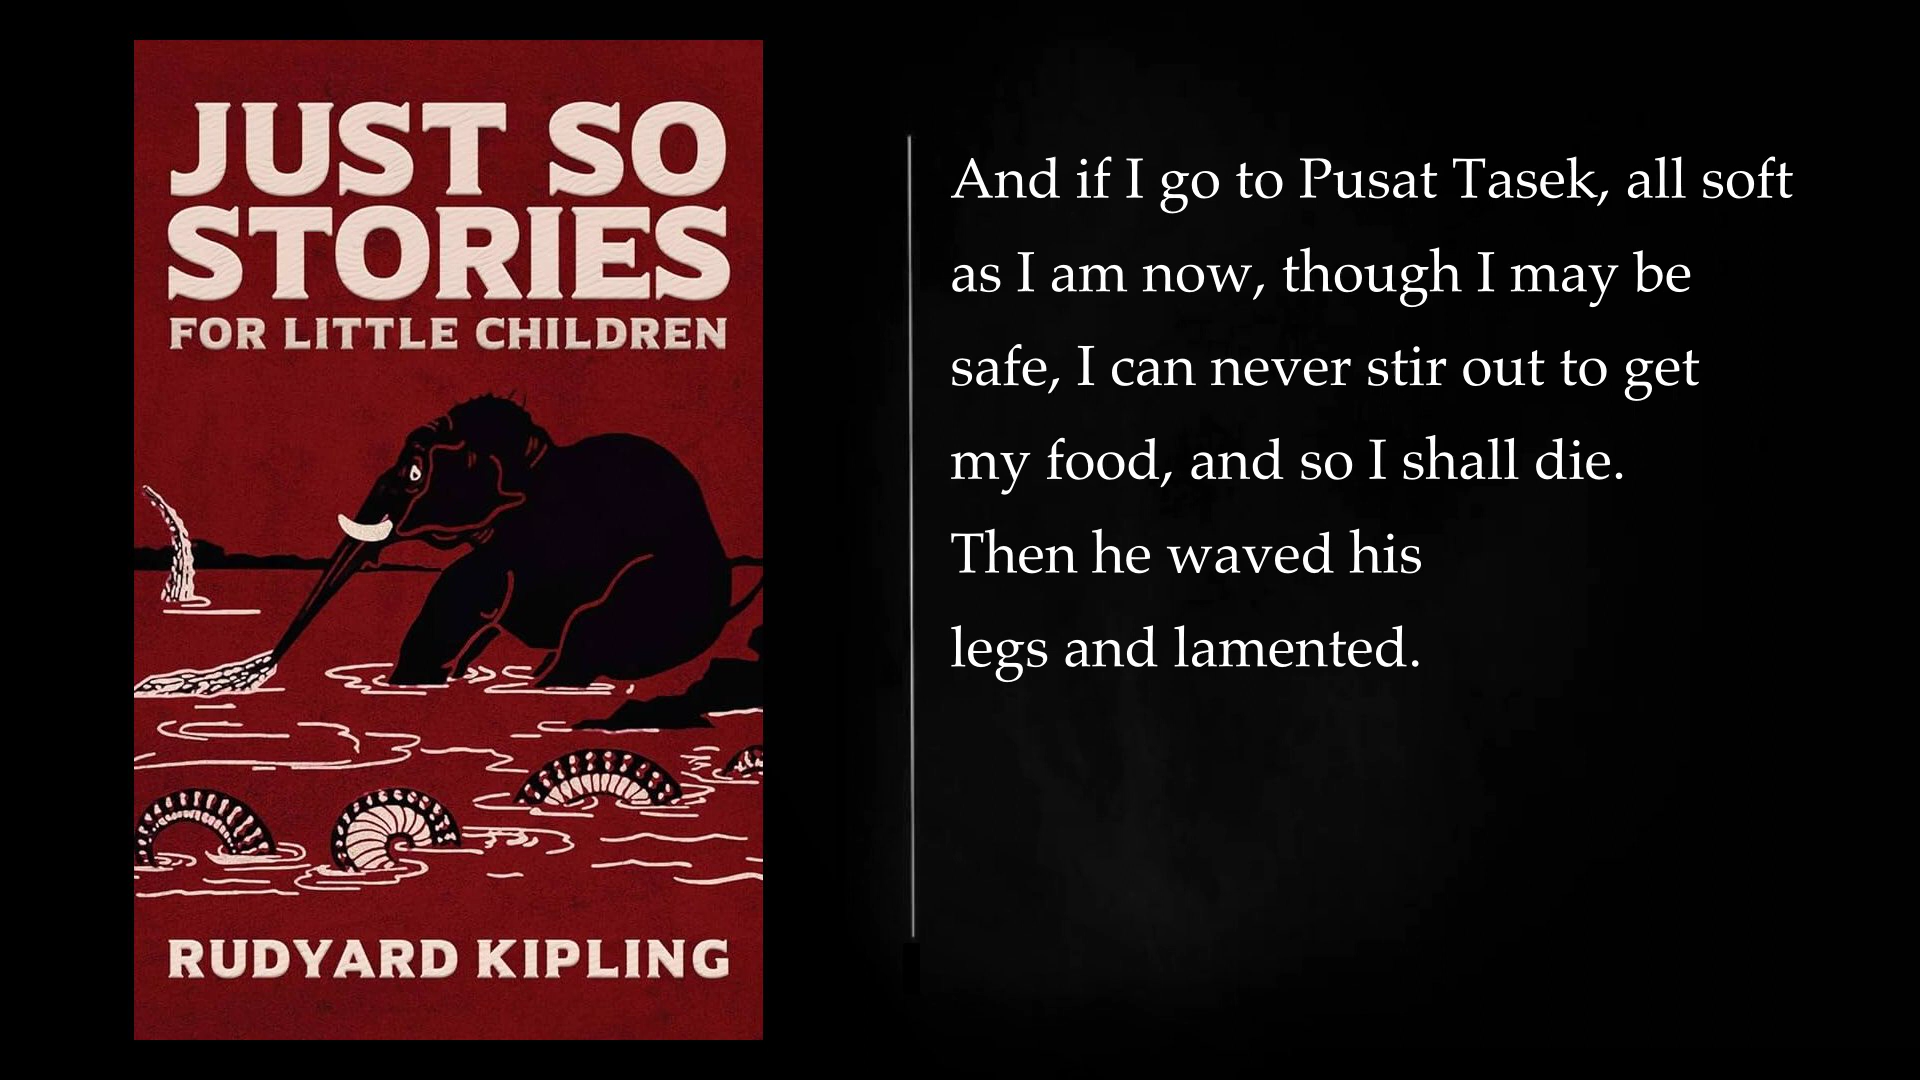 JUST SO
STORIES
FOR LITTLE CHILDREN
RUDYARD KIPLING
And if I go to Pusat Tasek, all soft
as I am now, though I may be
safe, I can never stir out to get
my food, and so I shall die.
Then he waved his
legs and lamented.